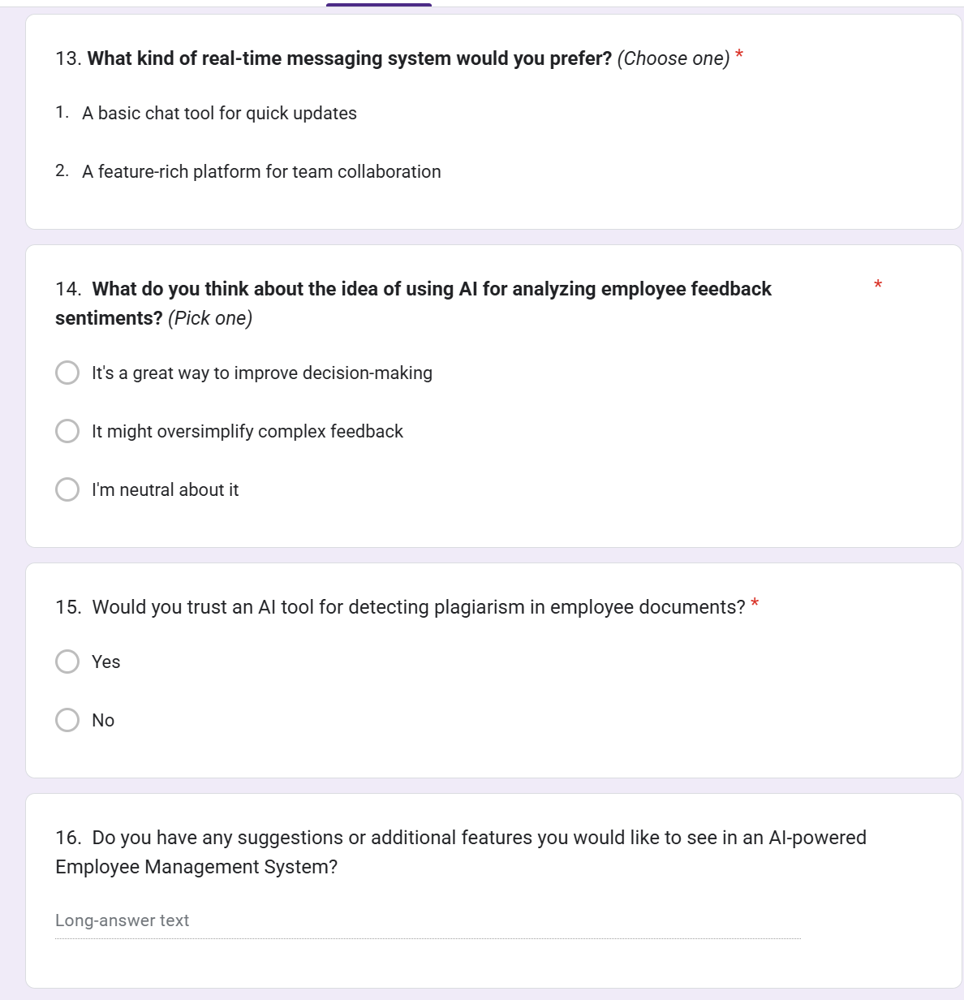 13. What kind of real-time messaging system would you prefer? (Choose one) *
1. A basic chat tool for quick updates
2. A feature-rich platform for team collaboration
14. What do you think about the idea of using AI for analyzing employee feedback *
sentiments? (Pick one)
It's a great way to improve decision-making
It might oversimplify complex feedback
I'm neutral about it
15. Would you trust an AI tool for detecting plagiarism in employee documents? *
Yes
No
16. Do you have any suggestions or additional features you would like to see in an AI-powered
Employee Management System?
Long-answer text